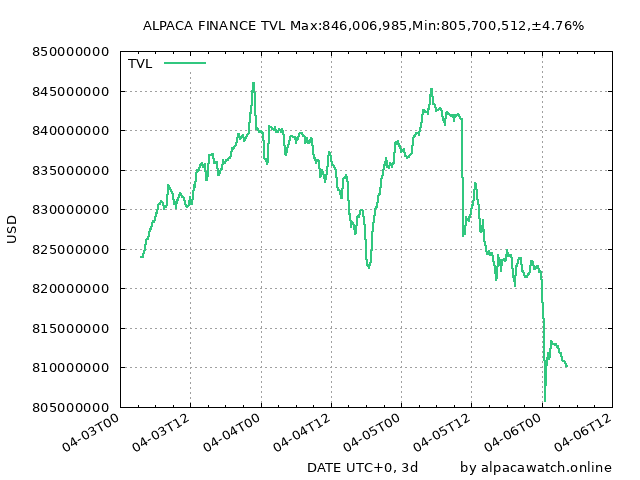 ALPACA FINANCE TVL Max:846,006,985,Min:805,700,512,±4.76%
850000000
TVL
845000000
840000000
835000000
830000000
825000000
820000000
815000000
810000000
805000000
USD
04-03T00 04-03T12 04-04T00 04-04T12 04-05T00 04-05T12 04-06T00 04-06T12
DATE UTC+0, 3d by alpacawatch.online